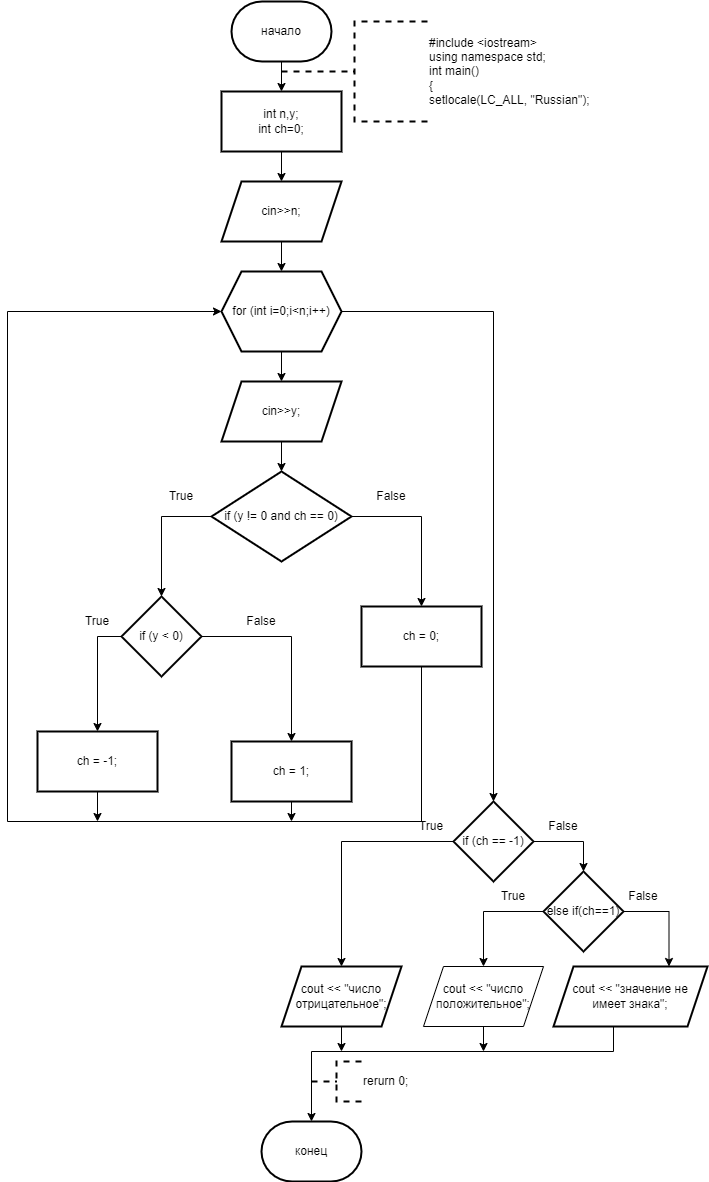 начало
#include <iostream>
using namespace std;
int main()
{
setlocale(LC_ALL, "Russian");
int n,y;
int ch=0;
cin>>n;
for (int i=0;i<n;i++)
cin>>y;
True
False
if (y != 0 and ch == 0)
True
False
if (y < 0)
ch = 0;
ch = -1;
ch = 1;
True
False
if (ch == -1)
True
False
else if(ch==1)
cout << "число
отрицательное";
cout << "число
положительное";
cout << "значение не
имеет знака";
rerurn 0;
конец